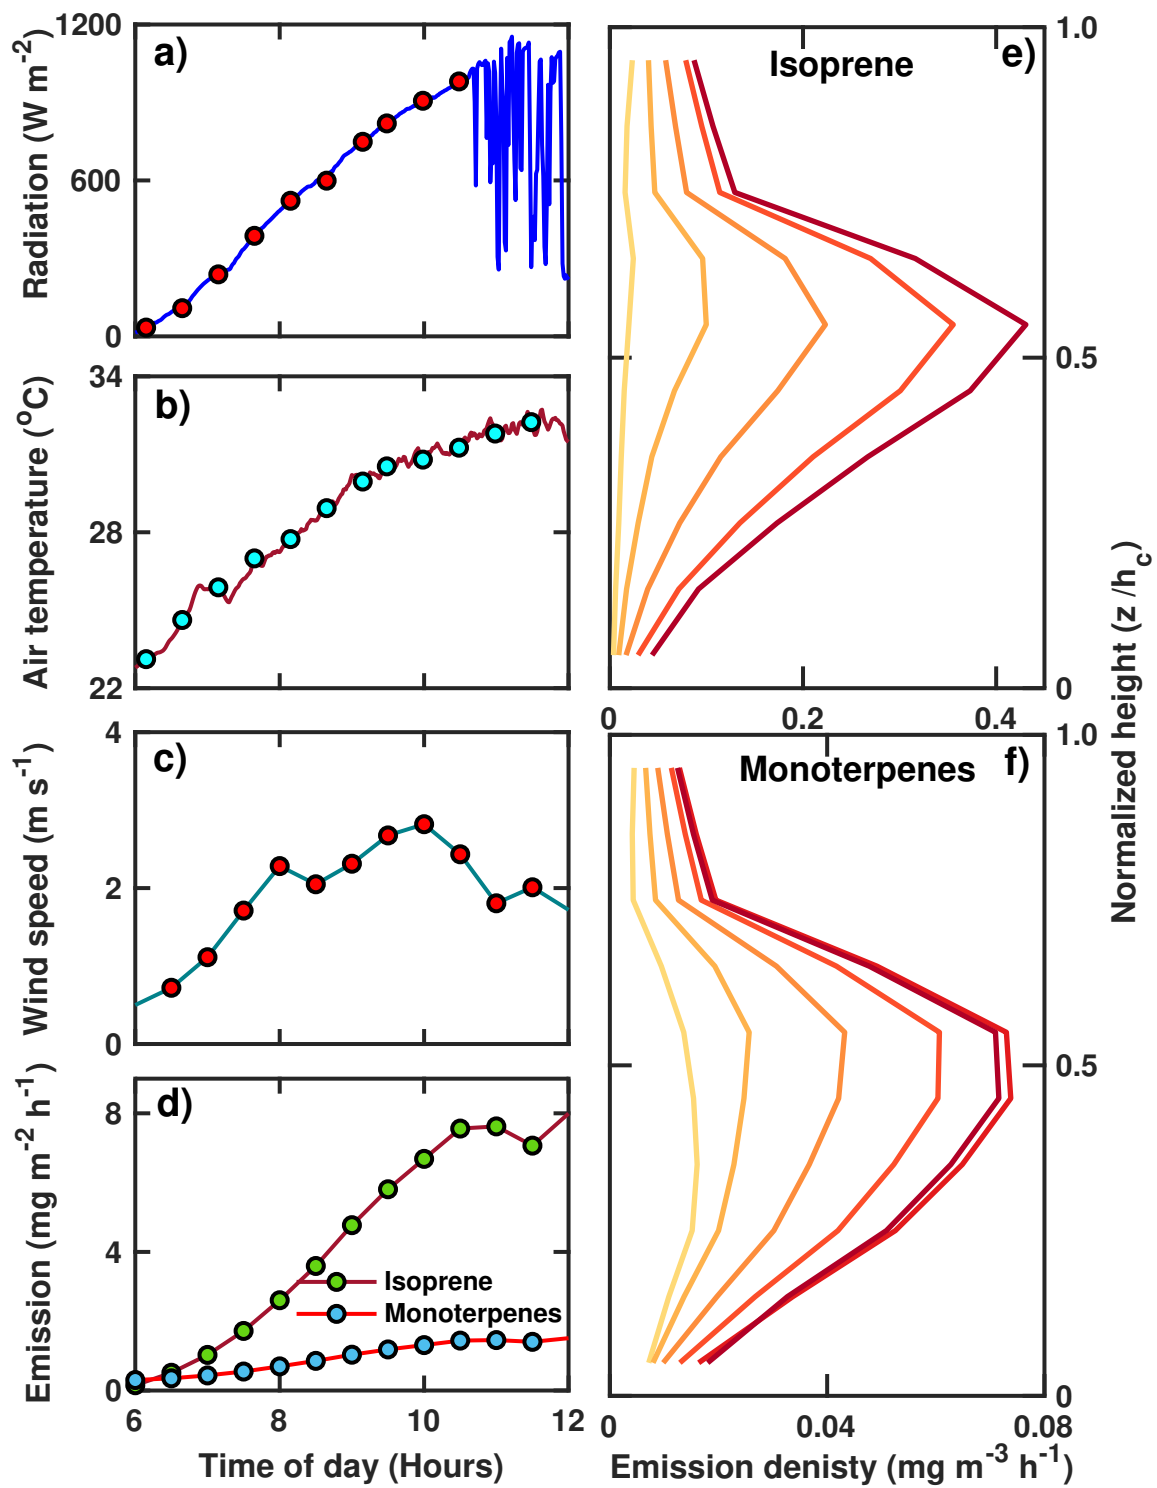 a)
Radiation (W m-2)
1200
600
0
b)
Air temperature (oC)
34
28
22
c)
Wind speed (m s-1)
4
2
0
d)
Emission (mg m-2 h-1)
8
4
0
Isoprene
Monoterpenes
6
8
10
12
Time of day (Hours)
e)
Isoprene
1.0
0.5
0
0
0.2
0.4
Normalized height (z /hc)
f)
Monoterpenes
1.0
0.5
0
0
0.04
0.08
Emission denisty (mg m-3 h-1)